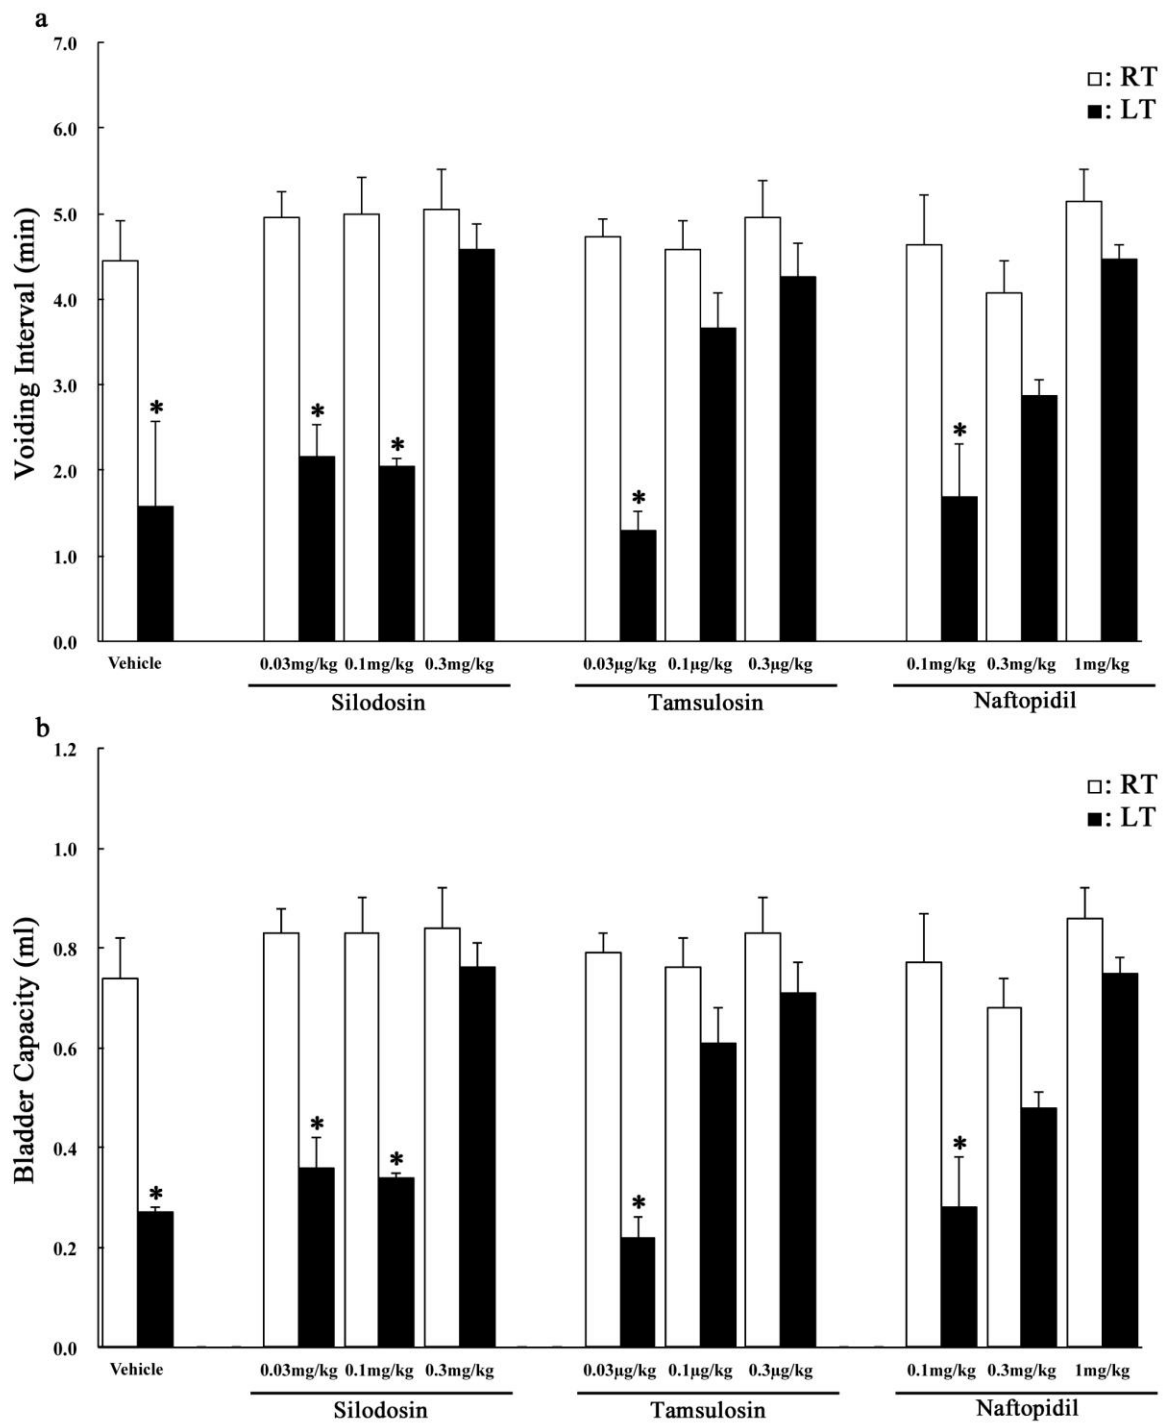 a
7.0
6.0
5.0
4.0
3.0
2.0
1.0
0.0
Voiding Interval (min)
□: RT
■: LT
* * * * *
Vehicle 0.03mg/kg 0.1mg/kg 0.3mg/kg 0.03μg/kg 0.1μg/kg 0.3μg/kg 0.1mg/kg 0.3mg/kg 1mg/kg
Silodosin Tamsulosin Naftopidil
b
1.2
1.0
0.8
0.6
0.4
0.2
0.0
Bladder Capacity (ml)
□: RT
■: LT
* * * * *
Vehicle 0.03mg/kg 0.1mg/kg 0.3mg/kg 0.03μg/kg 0.1μg/kg 0.3μg/kg 0.1mg/kg 0.3mg/kg 1mg/kg
Silodosin Tamsulosin Naftopidil